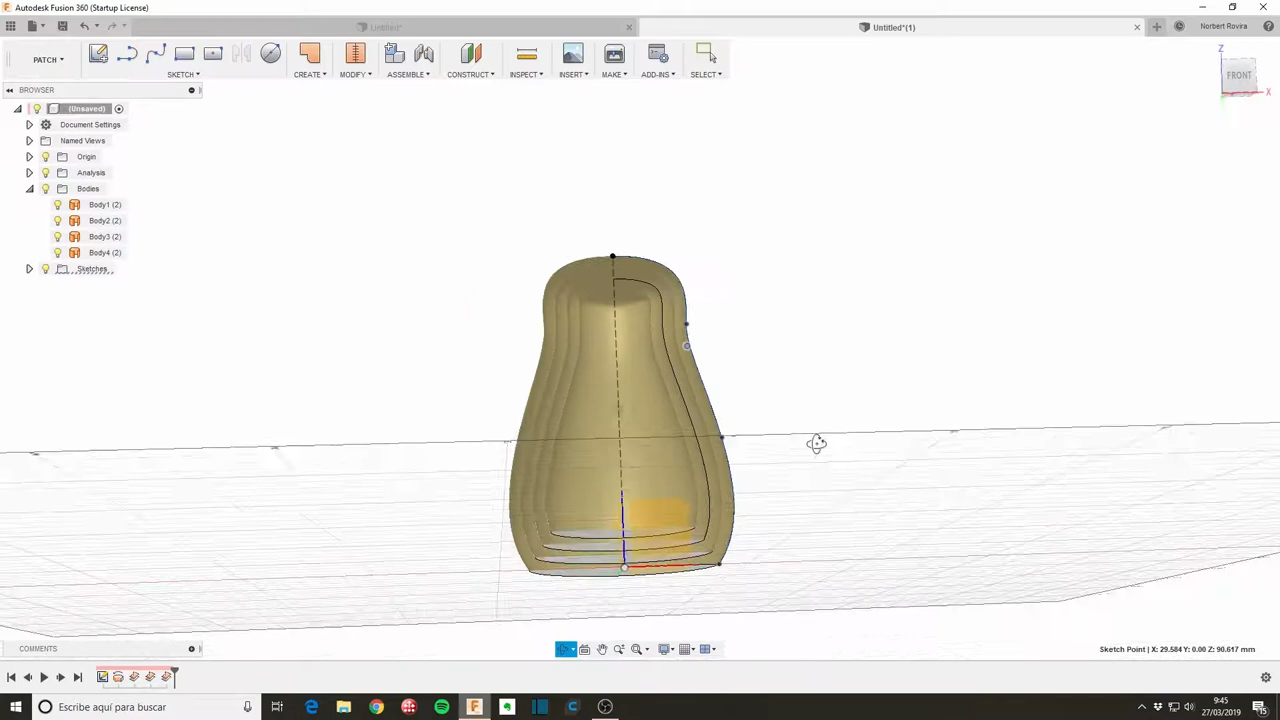 Autodesk Fusion 360 (Startup License)
Untitled*
Untitled*(1)
Norbert Rovira
PATCH
SKETCH
CREATE
MODIFY
ASSEMBLE
CONSTRUCT
INSPECT
INSERT
MAKE
ADD-INS
SELECT
BROWSER
Z
FRONT
X
(Unsaved)
Document Settings
Named Views
Origin
Analysis
Bodies
Body1 (2)
Body2 (2)
Body3 (2)
Body4 (2)
Sketches
COMMENTS
Sketch Point | X: 29.584 Y: 0.00 Z: 90.617 mm
Escribe aquí para buscar
9:45
27/03/2019
15